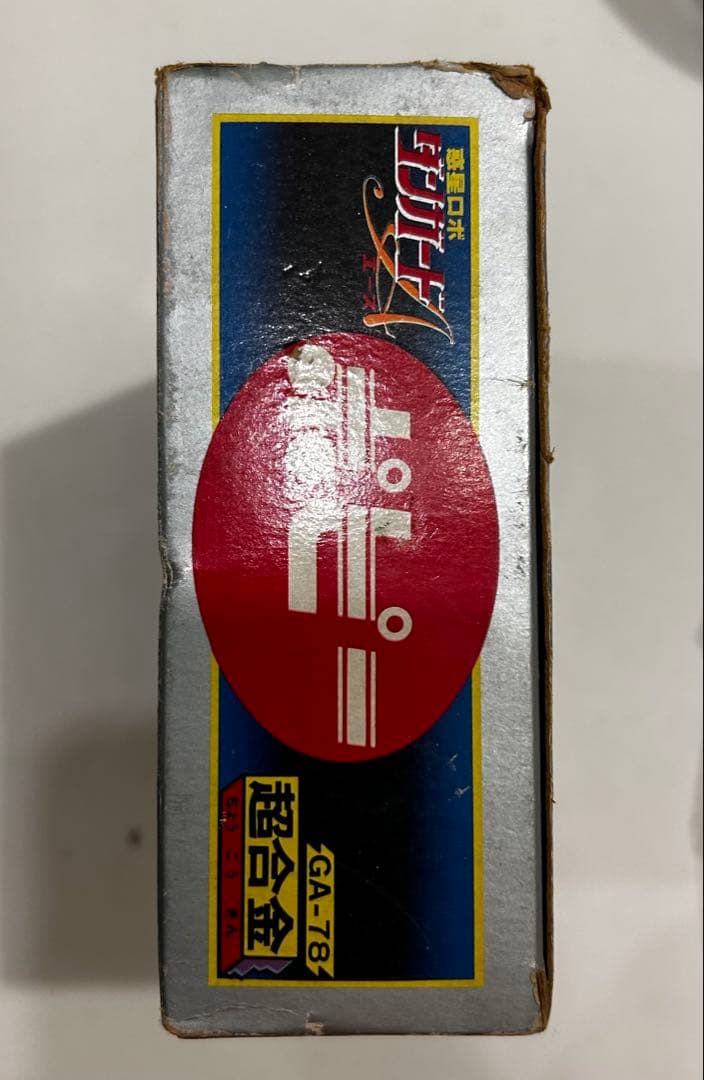 惑星ロボ
ダンガードA
エース
ポピー
GA-78
超合金
ちょう ごう きん